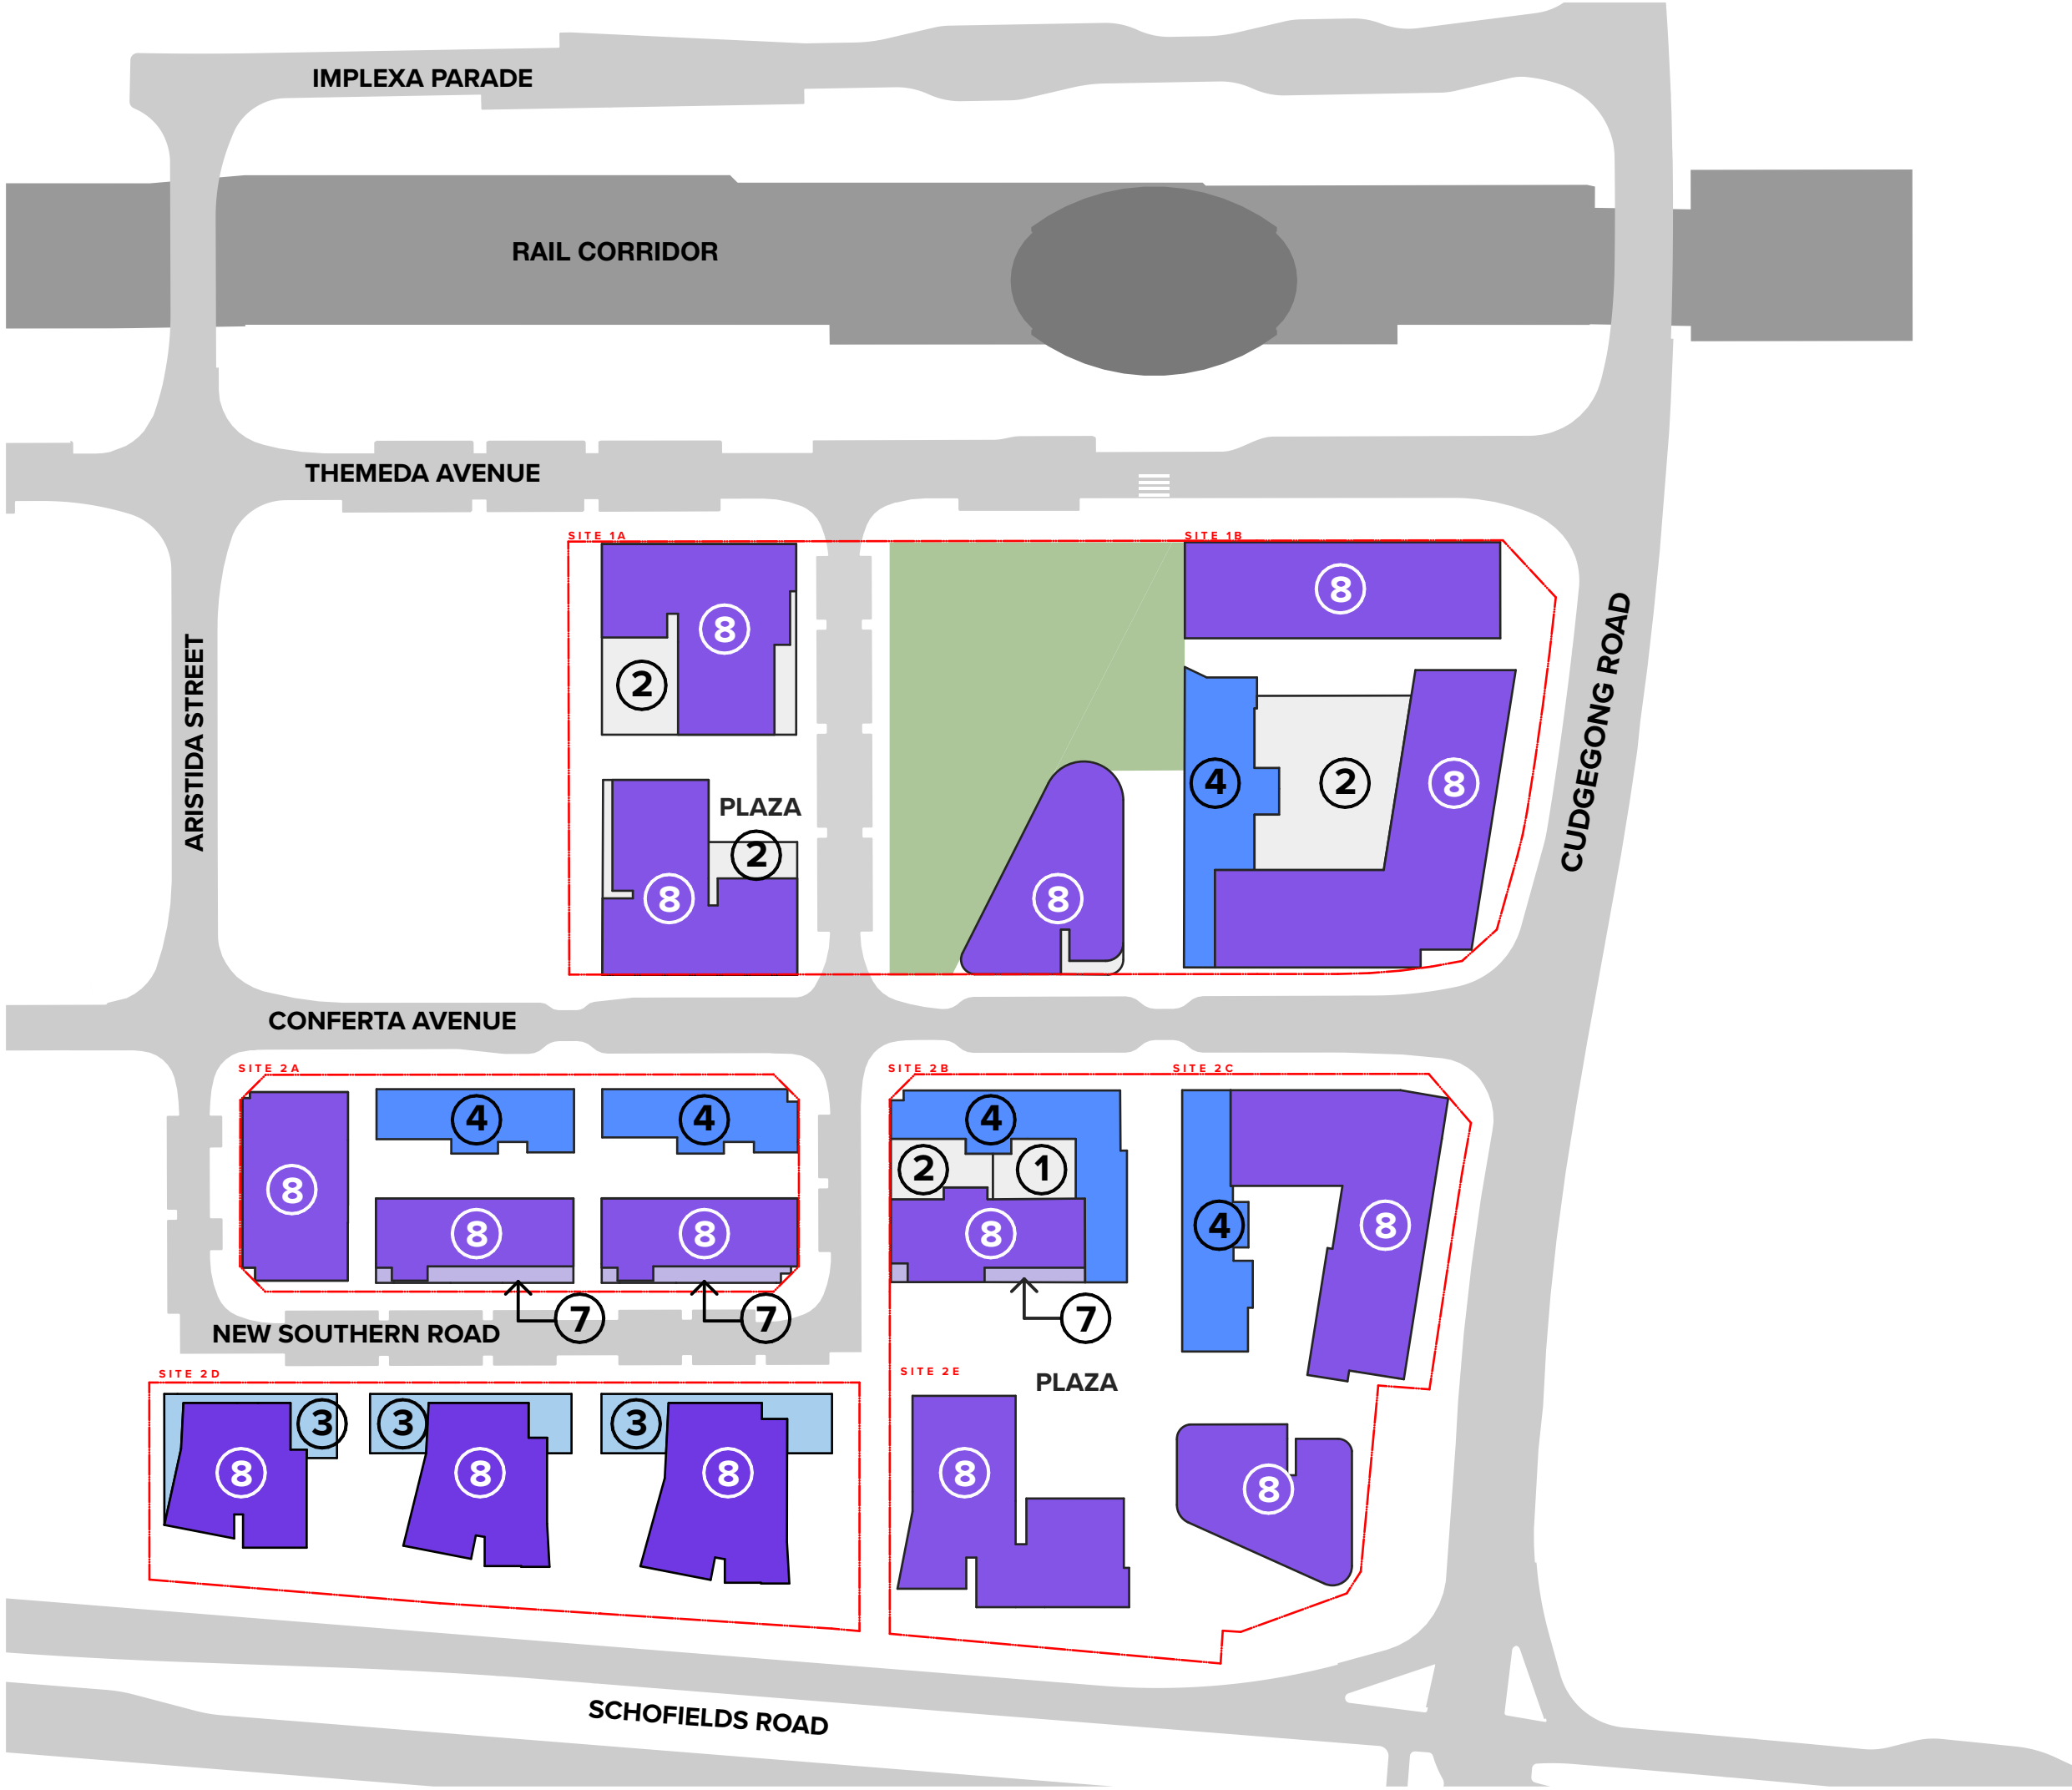 IMPLEXA PARADE
RAIL CORRIDOR
THEMEDA AVENUE
SITE 1A
SITE 1B
8
8
2
ARISTIDA STREET
CUDGEGONG ROAD
4
2
8
PLAZA
2
8
8
CONFERTA AVENUE
SITE 2A
SITE 2B
SITE 2C
4
4
4
2
1
8
4
8
8
8
8
7
7
7
NEW SOUTHERN ROAD
SITE 2D
SITE 2E
PLAZA
3
3
3
8
8
8
8
8
SCHOFIELDS ROAD